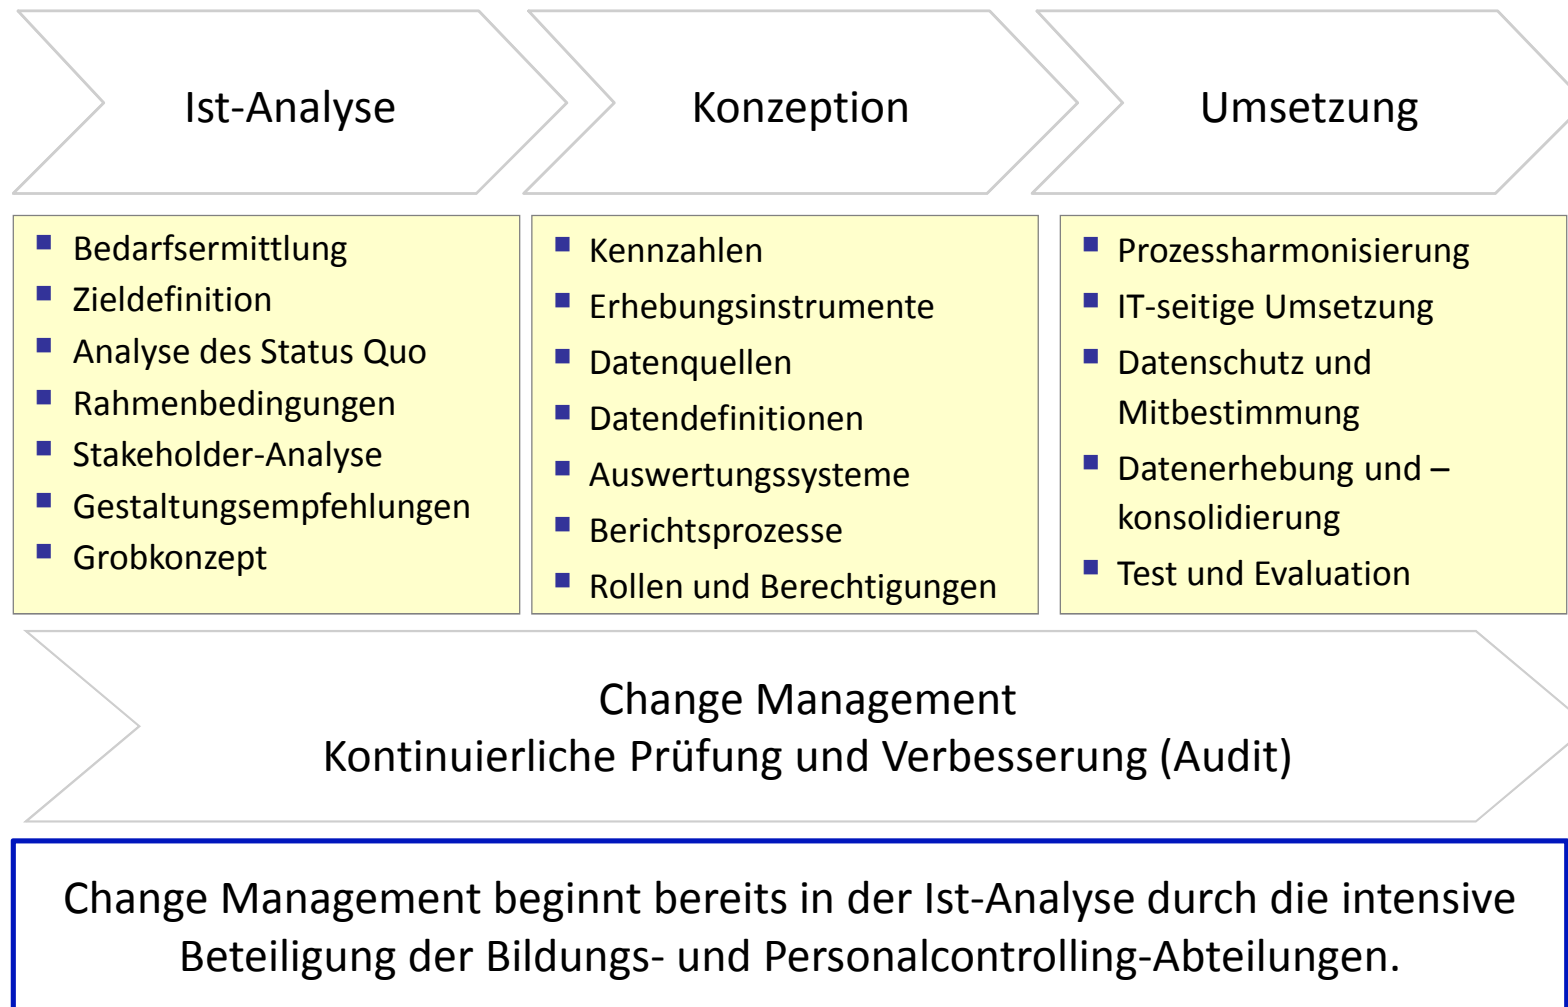 Ist-Analyse
Konzeption
Umsetzung
Bedarfsermittlung
Zieldefinition
Analyse des Status Quo
Rahmenbedingungen
Stakeholder-Analyse
Gestaltungsempfehlungen
Grobkonzept
Kennzahlen
Erhebungsinstrumente
Datenquellen
Datendefinitionen
Auswertungssysteme
Berichtsprozesse
Rollen und Berechtigungen
Prozessharmonisierung
IT-seitige Umsetzung
Datenschutz und
Mitbestimmung
Datenerhebung und –
konsolidierung
Test und Evaluation
Change Management
Kontinuierliche Prüfung und Verbesserung (Audit)
Change Management beginnt bereits in der Ist-Analyse durch die intensive
Beteiligung der Bildungs- und Personalcontrolling-Abteilungen.